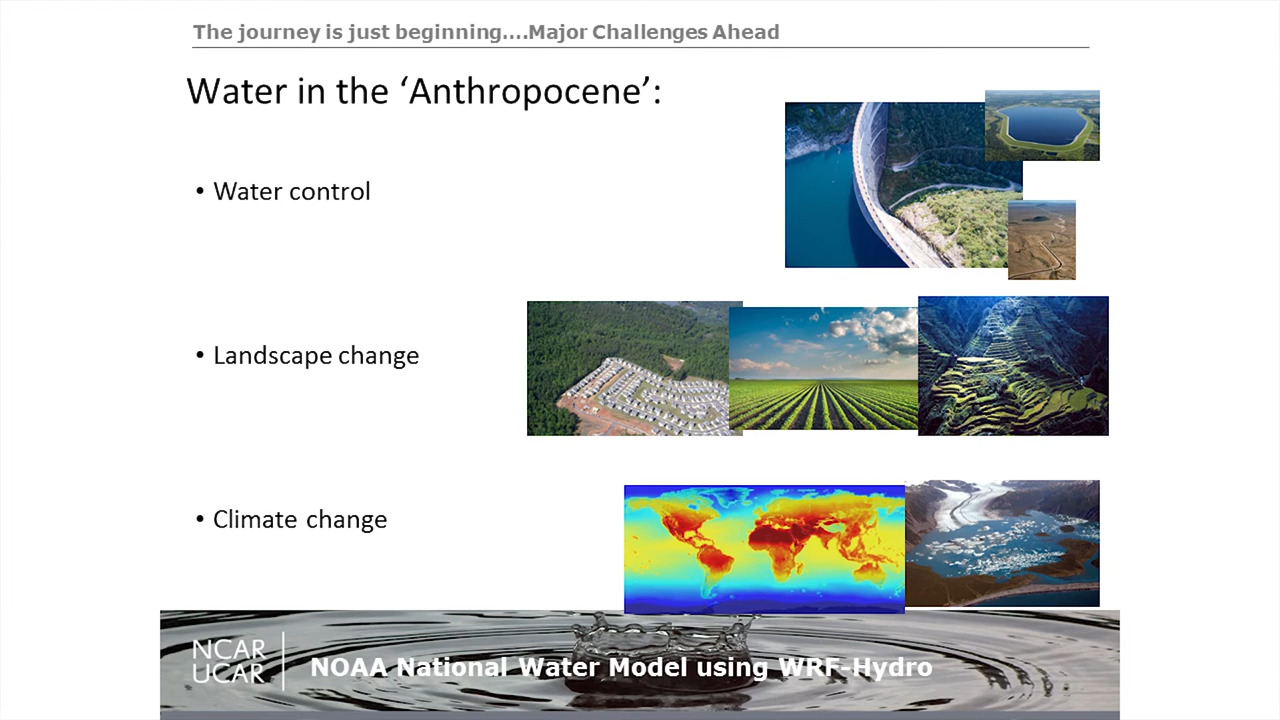 The journey is just beginning....Major Challenges Ahead
Water in the ‘Anthropocene’:
• Water control
• Landscape change
• Climate change
NCAR
UCAR
NOAA National Water Model using WRF-Hydro